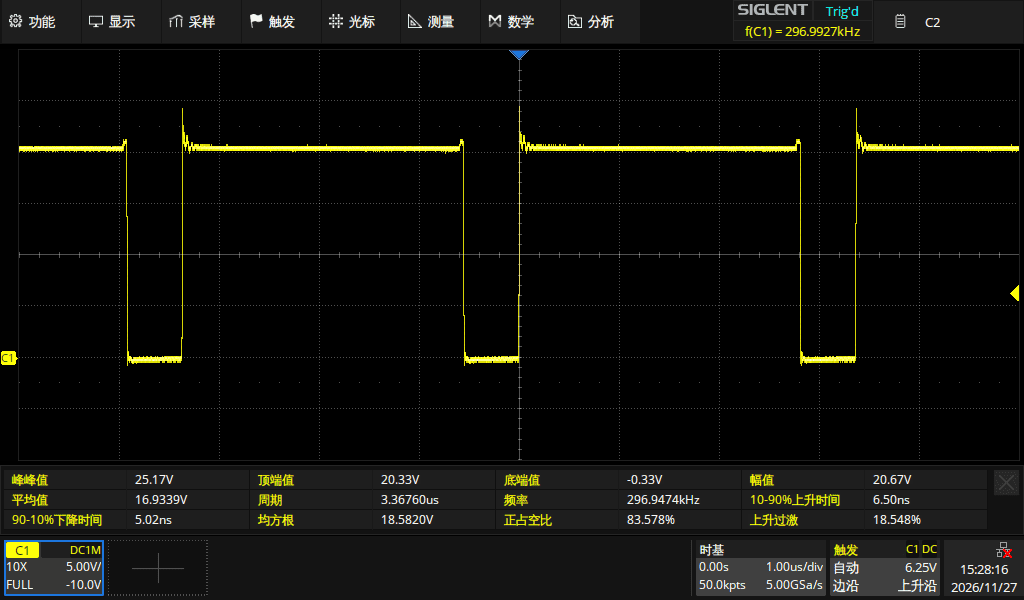 功能 显示 采样 触发 光标 测量 数学 分析 SIGLENT Trig'd C2
f(C1) = 296.9927kHz
C1
峰峰值 25.17V 顶端值 20.33V 底端值 -0.33V 幅值 20.67V
平均值 16.9339V 周期 3.36760us 频率 296.9474kHz 10-90%上升时间 6.50ns
90-10%下降时间 5.02ns 均方根 18.5820V 正占空比 83.578% 上升过激 18.548%
C1 DC1M 时基 触发 C1 DC
10X 5.00V/ 0.00s 1.00us/div 自动 6.25V 15:28:16
FULL -10.0V 50.0kpts 5.00GSa/s 边沿 上升沿 2026/11/27